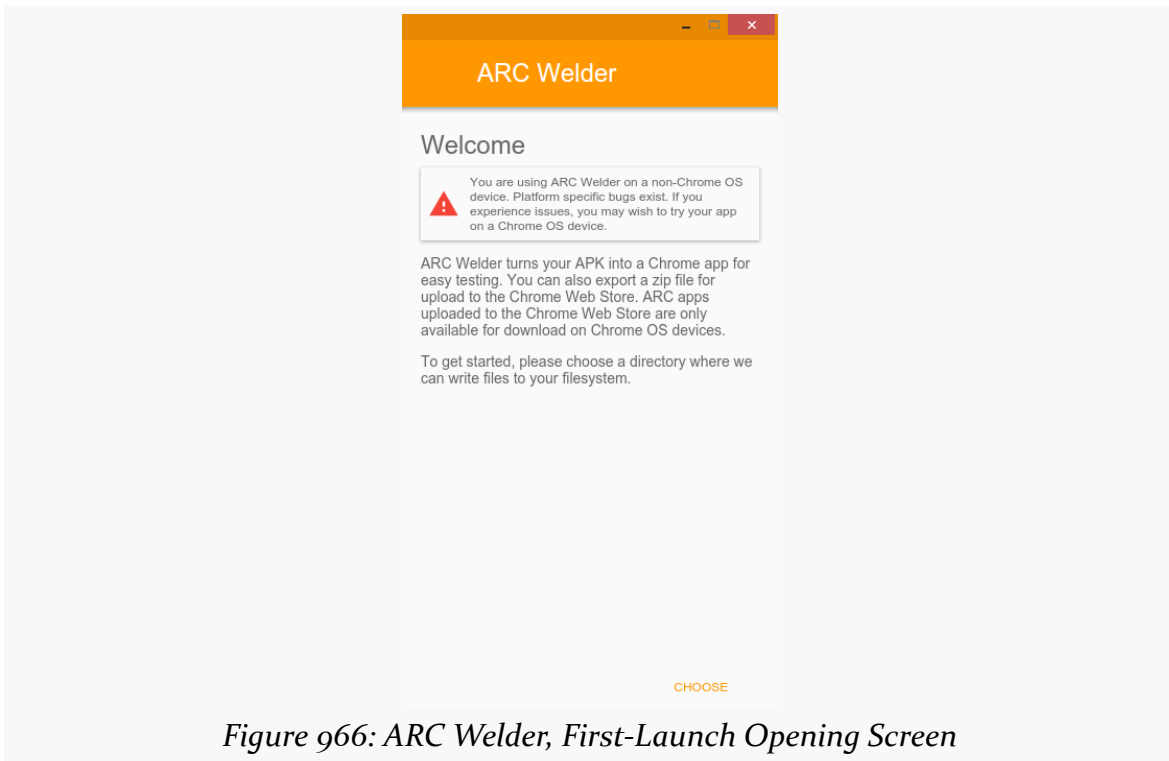 ARC Welder
Welcome
You are using ARC Welder on a non-Chrome OS
device. Platform specific bugs exist. If you
experience issues, you may wish to try your app
on a Chrome OS device.
ARC Welder turns your APK into a Chrome app for
easy testing. You can also export a zip file for
upload to the Chrome Web Store. ARC apps
uploaded to the Chrome Web Store are only
available for download on Chrome OS devices.
To get started, please choose a directory where we
can write files to your filesystem.
CHOOSE
Figure 966: ARC Welder, First-Launch Opening Screen